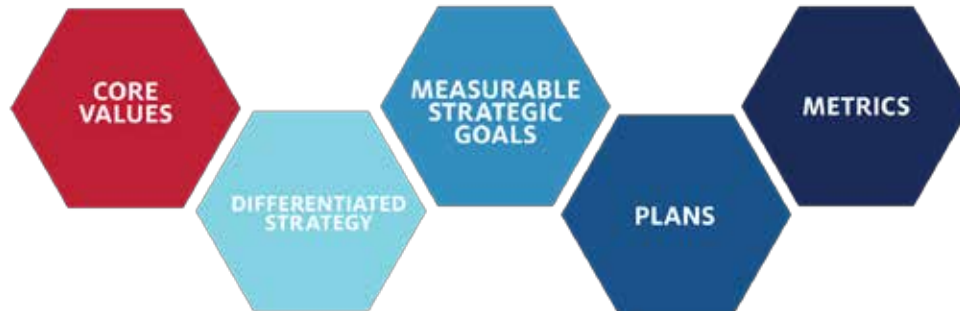 CORE
VALUES
DIFFERENTIATED
STRATEGY
MEASURABLE
STRATEGIC
GOALS
PLANS
METRICS